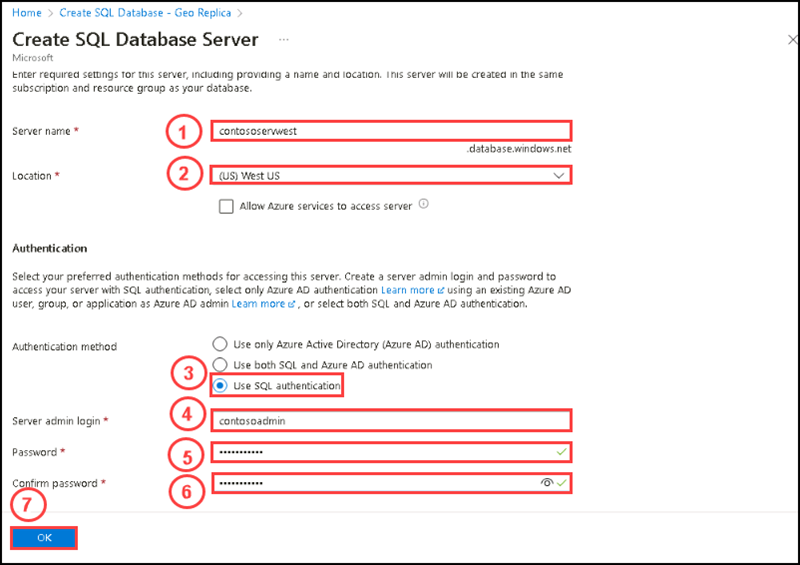 Home > Create SQL Database - Geo Replica >
Create SQL Database Server ...
Microsoft
Enter required settings for this server, including providing a name and location. This server will be created in the same
subscription and resource group as your database.
Server name * 1 contososervwest
.database.windows.net
Location * 2 (US) West US
Allow Azure services to access server
Authentication
Select your preferred authentication methods for accessing this server. Create a server admin login and password to
access your server with SQL authentication, select only Azure AD authentication Learn more using an existing Azure AD
user, group, or application as Azure AD admin Learn more , or select both SQL and Azure AD authentication.
Authentication method Use only Azure Active Directory (Azure AD) authentication
Use both SQL and Azure AD authentication
3 Use SQL authentication
Server admin login * 4 contosoadmin
Password * 5 •••••••••••
Confirm password * 6 •••••••••••
7
OK